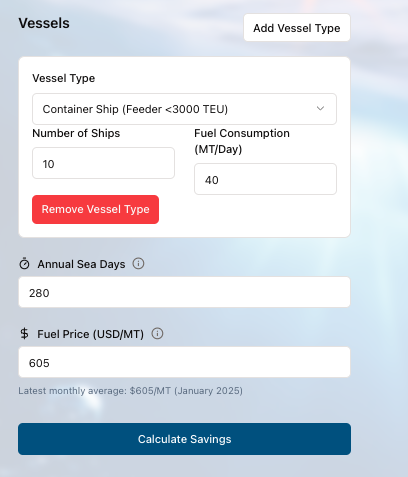 Vessels
Add Vessel Type
Vessel Type
Container Ship (Feeder <3000 TEU)
Number of Ships
Fuel Consumption
(MT/Day)
10
40
Remove Vessel Type
Annual Sea Days
280
Fuel Price (USD/MT)
605
Latest monthly average: $605/MT (January 2025)
Calculate Savings